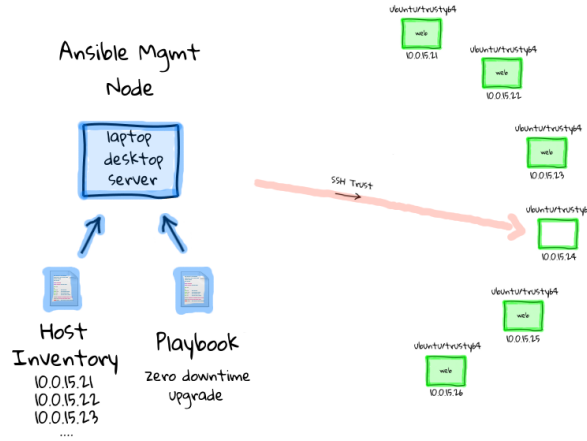 Ansible Mgmt
Node
laptop
desktop
server
Host
Inventory
10.0.15.21
10.0.15.22
10.0.15.23
....
Playbook
zero downtime
upgrade
SSH Trust
ubuntu/trusty64
web
10.0.15.21
ubuntu/trusty64
web
10.0.15.22
ubuntu/trusty64
web
10.0.15.23
ubuntu/trusty6
10.0.15.24
ubuntu/trusty64
web
10.0.15.25
ubuntu/trusty64
web
10.0.15.26